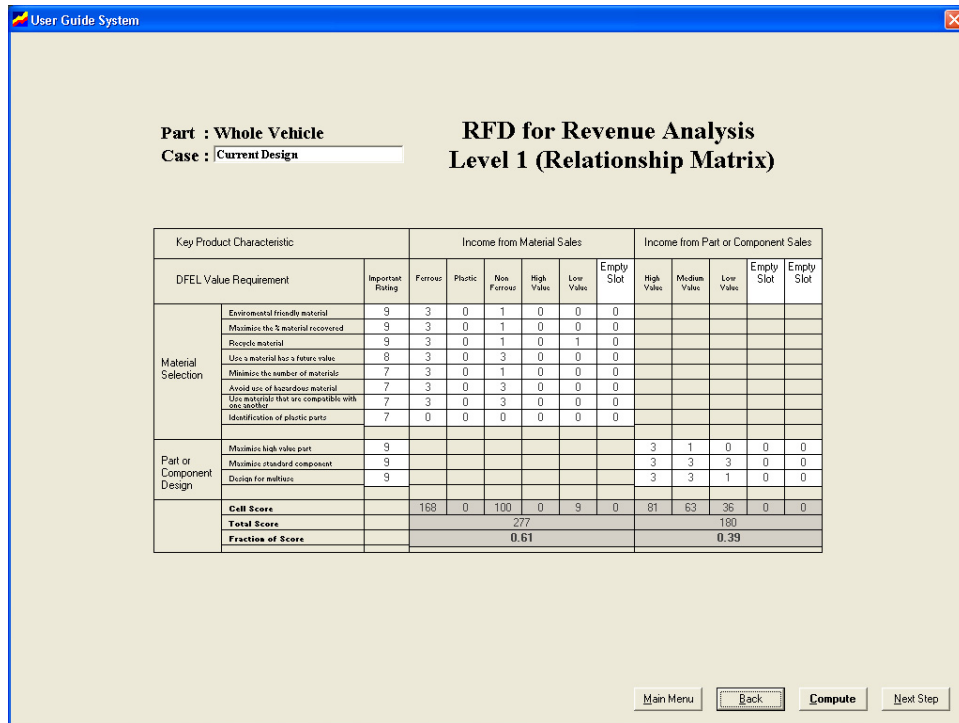 User Guide System
Part : Whole Vehicle
Case : Current Design
RFD for Revenue Analysis
Level 1 (Relationship Matrix)
Key Product Characteristic Income from Material Sales Income from Part or Component Sales
DFEL Value Requirement Important Rating Ferrous Plastic Non Ferrous High Value Low Value Empty Slot High Value Medium Value Low Value Empty Slot Empty Slot
Material Selection
Enviromental friendly material 9 3 0 1 0 0 0
Maximise the % material recovered 9 3 0 1 0 0 0
Recycle material 9 3 0 1 0 1 0
Use a material has a future value 8 3 0 3 0 0 0
Minimise the number of materials 7 3 0 1 0 0 0
Avoid use of hazardous material 7 3 0 3 0 0 0
Use materials that are compatible with one another 7 3 0 3 0 0 0
Identification of plastic parts 7 0 0 0 0 0 0
Part or Component Design
Maximise high value part 9 3 1 0 0 0
Maximise standard component 9 3 3 3 0 0
Design for multiuse 9 3 3 1 0 0
Cell Score 168 0 100 0 9 0 81 63 36 0 0
Total Score 277 180
Fraction of Score 0.61 0.39
Main Menu Back Compute Next Step